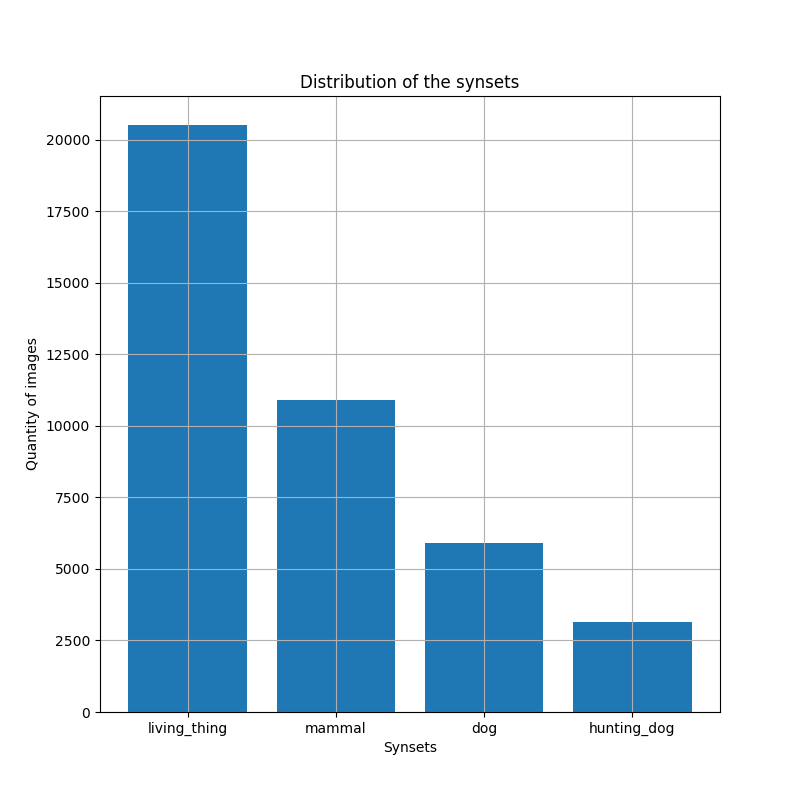 Distribution of the synsets
Quantity of images
20000
17500
15000
12500
10000
7500
5000
2500
0
living_thing mammal dog hunting_dog
Synsets